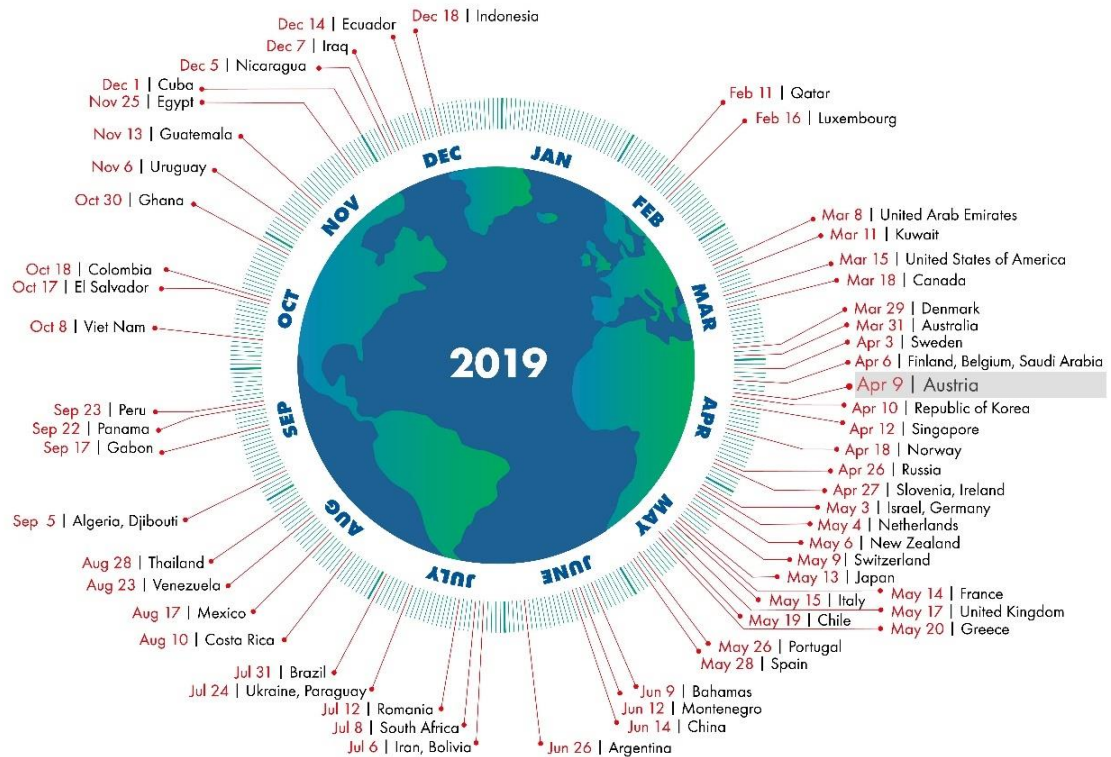 Dec 18 | Indonesia
Dec 14 | Ecuador
Dec 7 | Iraq
Dec 5 | Nicaragua
Dec 1 | Cuba
Nov 25 | Egypt
Nov 13 | Guatemala
Nov 6 | Uruguay
Oct 30 | Ghana
Oct 18 | Colombia
Oct 17 | El Salvador
Oct 8 | Viet Nam
Sep 23 | Peru
Sep 22 | Panama
Sep 17 | Gabon
Sep 5 | Algeria, Djibouti
Aug 28 | Thailand
Aug 23 | Venezuela
Aug 17 | Mexico
Aug 10 | Costa Rica
Jul 31 | Brazil
Jul 24 | Ukraine, Paraguay
Jul 12 | Romania
Jul 8 | South Africa
Jul 6 | Iran, Bolivia
JAN
FEB
MAR
APR
MAY
JUNE
JULY
AUG
SEP
OCT
NOV
DEC
2019
Feb 11 | Qatar
Feb 16 | Luxembourg
Mar 8 | United Arab Emirates
Mar 11 | Kuwait
Mar 15 | United States of America
Mar 18 | Canada
Mar 29 | Denmark
Mar 31 | Australia
Apr 3 | Sweden
Apr 6 | Finland, Belgium, Saudi Arabia
Apr 9 | Austria
Apr 10 | Republic of Korea
Apr 12 | Singapore
Apr 18 | Norway
Apr 26 | Russia
Apr 27 | Slovenia, Ireland
May 3 | Israel, Germany
May 4 | Netherlands
May 6 | New Zealand
May 9 | Switzerland
May 13 | Japan
May 14 | France
May 15 | Italy
May 17 | United Kingdom
May 19 | Chile
May 20 | Greece
May 26 | Portugal
May 28 | Spain
Jun 9 | Bahamas
Jun 12 | Montenegro
Jun 14 | China
Jun 26 | Argentina